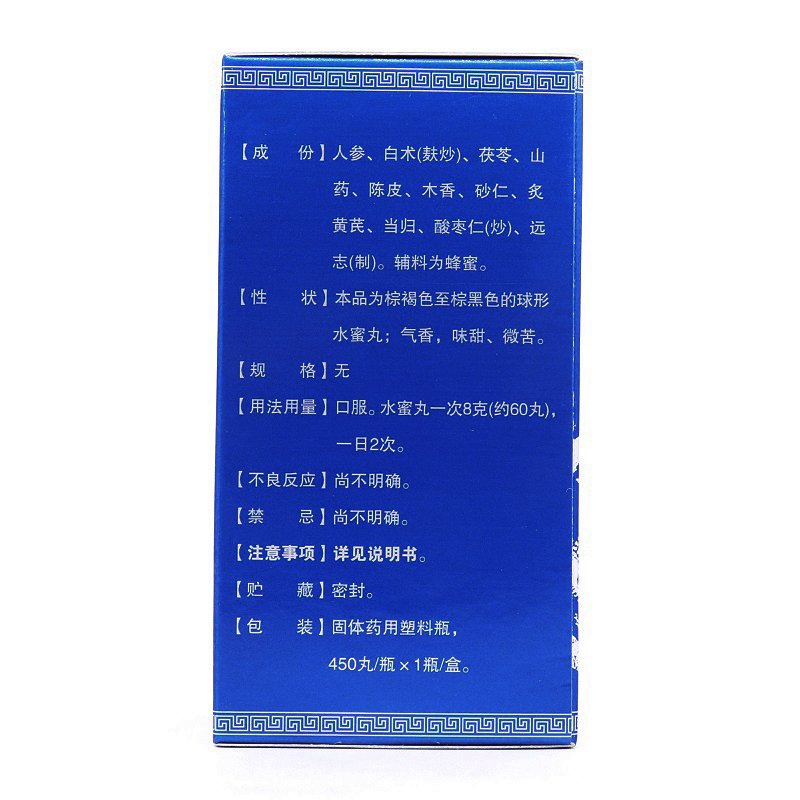 【成　份】人参、白术(麸炒)、茯苓、山
药、陈皮、木香、砂仁、炙
黄芪、当归、酸枣仁(炒)、远
志(制)。辅料为蜂蜜。
【性　状】本品为棕褐色至棕黑色的球形
水蜜丸；气香，味甜、微苦。
【规　格】无
【用法用量】口服。水蜜丸一次8克(约60丸)，
一日2次。
【不良反应】尚不明确。
【禁　忌】尚不明确。
【注意事项】详见说明书。
【贮　藏】密封。
【包　装】固体药用塑料瓶，
450丸/瓶×1瓶/盒。